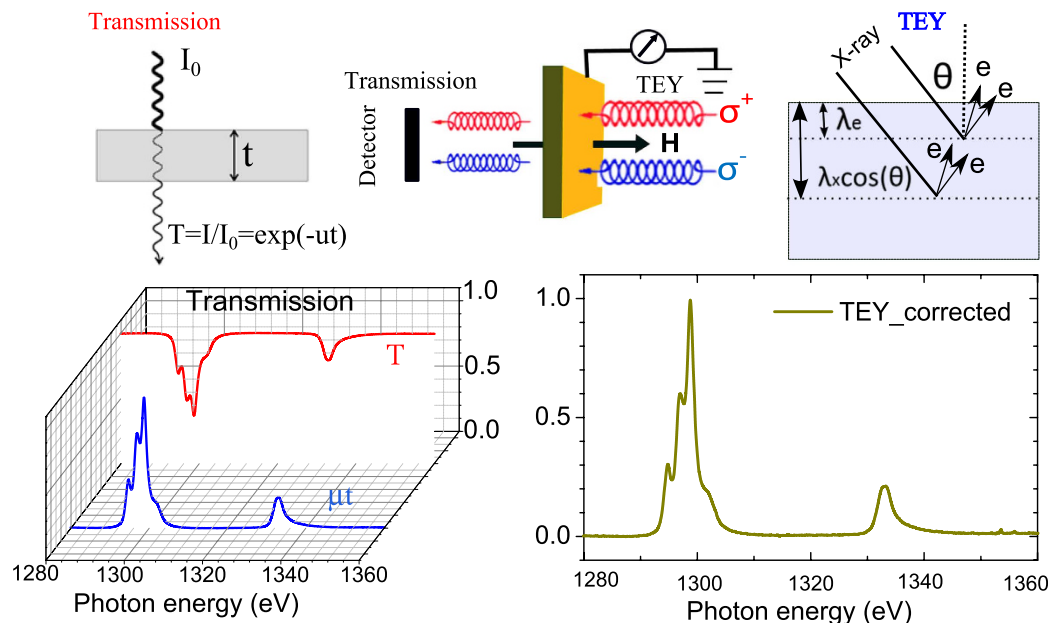 Transmission
I₀
t
T=I/I₀=exp(-ut)
Transmission
Detector
TEY
σ⁺
H
σ⁻
TEY
X-ray
θ
e
e
λe
e
e
λxcos(θ)
Transmission
1.0
T
0.5
0.0
μt
1280 1300 1320 1340 1360
Photon energy (eV)
TEY_corrected
1.0
0.5
0.0
1280 1300 1320 1340 1360
Photon energy (eV)